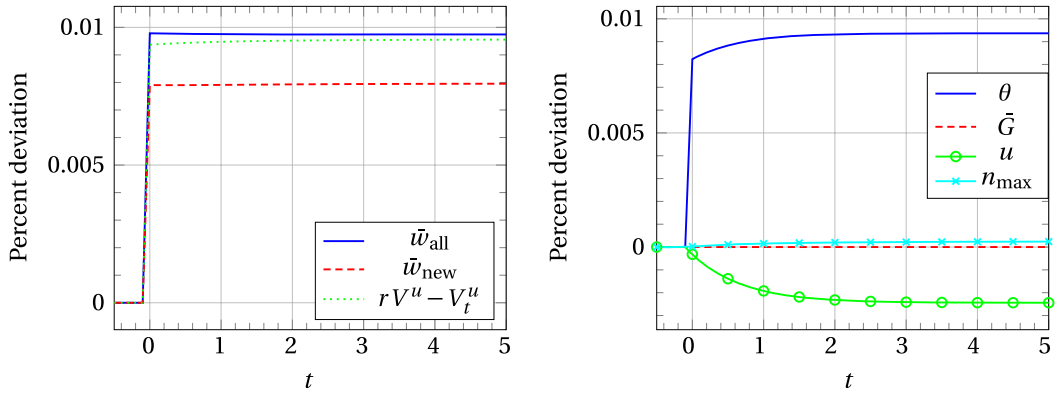 Percent deviation
0.01
0.005
0
w̄_all
w̄_new
rV^u − V_t^u
0 1 2 3 4 5
t
Percent deviation
0.01
0.005
0
θ
Ḡ
u
n_max
0 1 2 3 4 5
t